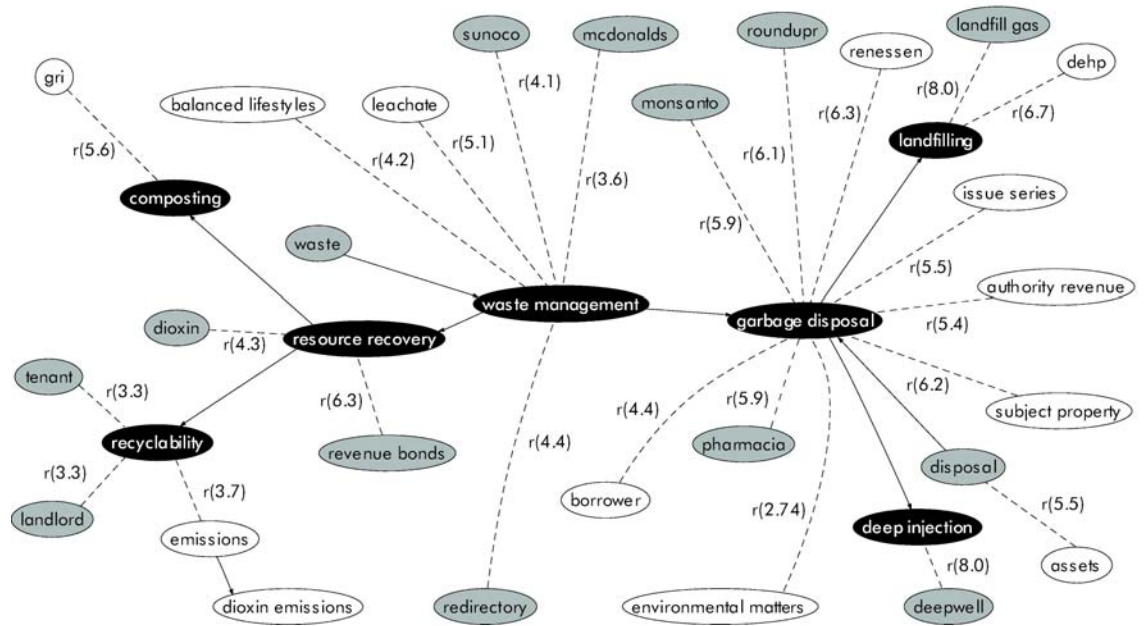 sunoco
mcdonalds
roundupr
landfill gas
renessen
gri
dehp
balanced lifestyles
leachate
monsanto
r(4.1)
r(8.0)
r(6.3)
r(6.7)
r(5.6)
r(5.1)
r(6.1)
landfilling
r(4.2)
r(3.6)
composting
issue series
r(5.9)
waste
r(5.5)
authority revenue
waste management
garbage disposal
r(5.4)
dioxin
r(4.3)
resource recovery
tenant
r(3.3)
r(6.3)
r(4.4)
r(5.9)
r(6.2)
subject property
recyclability
revenue bonds
r(4.4)
pharmacia
disposal
r(3.3)
r(3.7)
borrower
r(2.74)
r(5.5)
landlord
emissions
deep injection
assets
r(8.0)
dioxin emissions
redirectory
environmental matters
deepwell